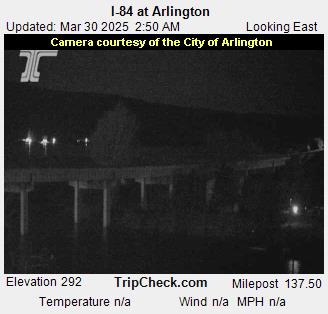 I-84 at Arlington
Updated: Mar 30 2025 2:50 AM Looking East
Camera courtesy of the City of Arlington
Elevation 292 TripCheck.com Milepost 137.50
Temperature n/a Wind n/a MPH n/a